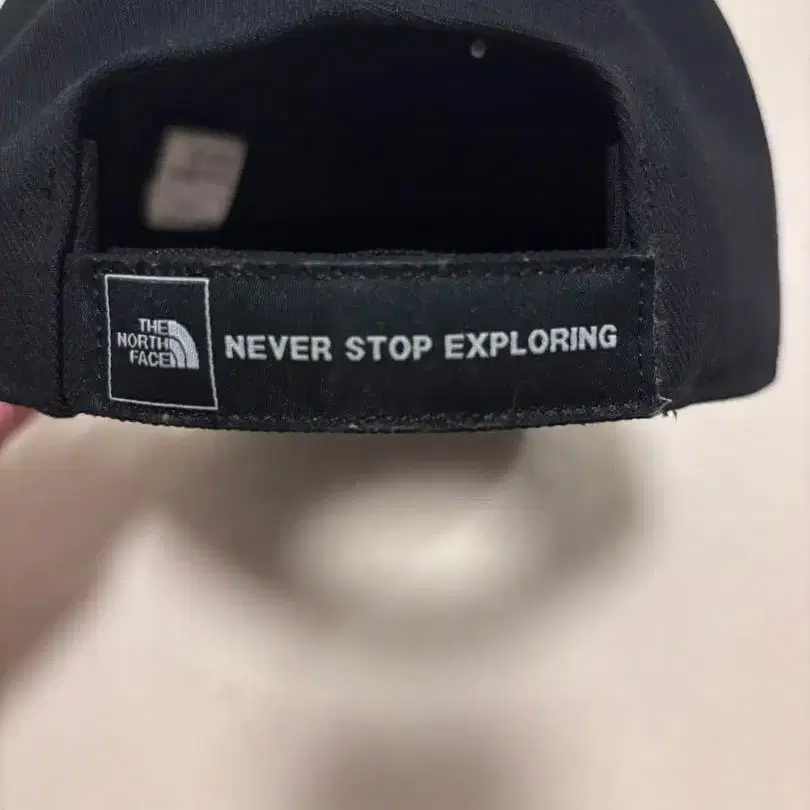 THE
NORTH
FACE
NEVER STOP EXPLORING